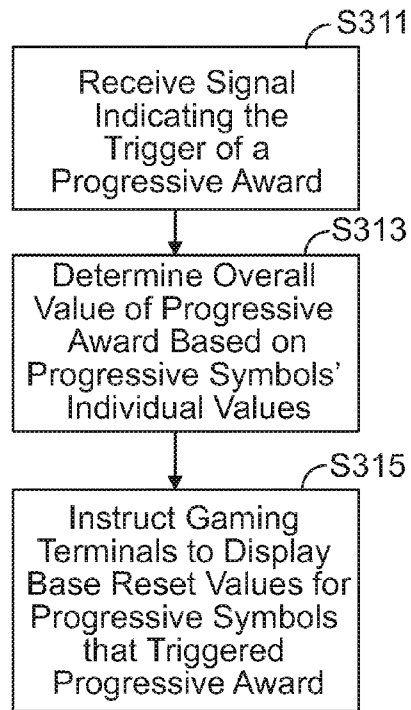 S311
Receive Signal
Indicating the
Trigger of a
Progressive Award
S313
Determine Overall
Value of Progressive
Award Based on
Progressive Symbols'
Individual Values
S315
Instruct Gaming
Terminals to Display
Base Reset Values for
Progressive Symbols
that Triggered
Progressive Award